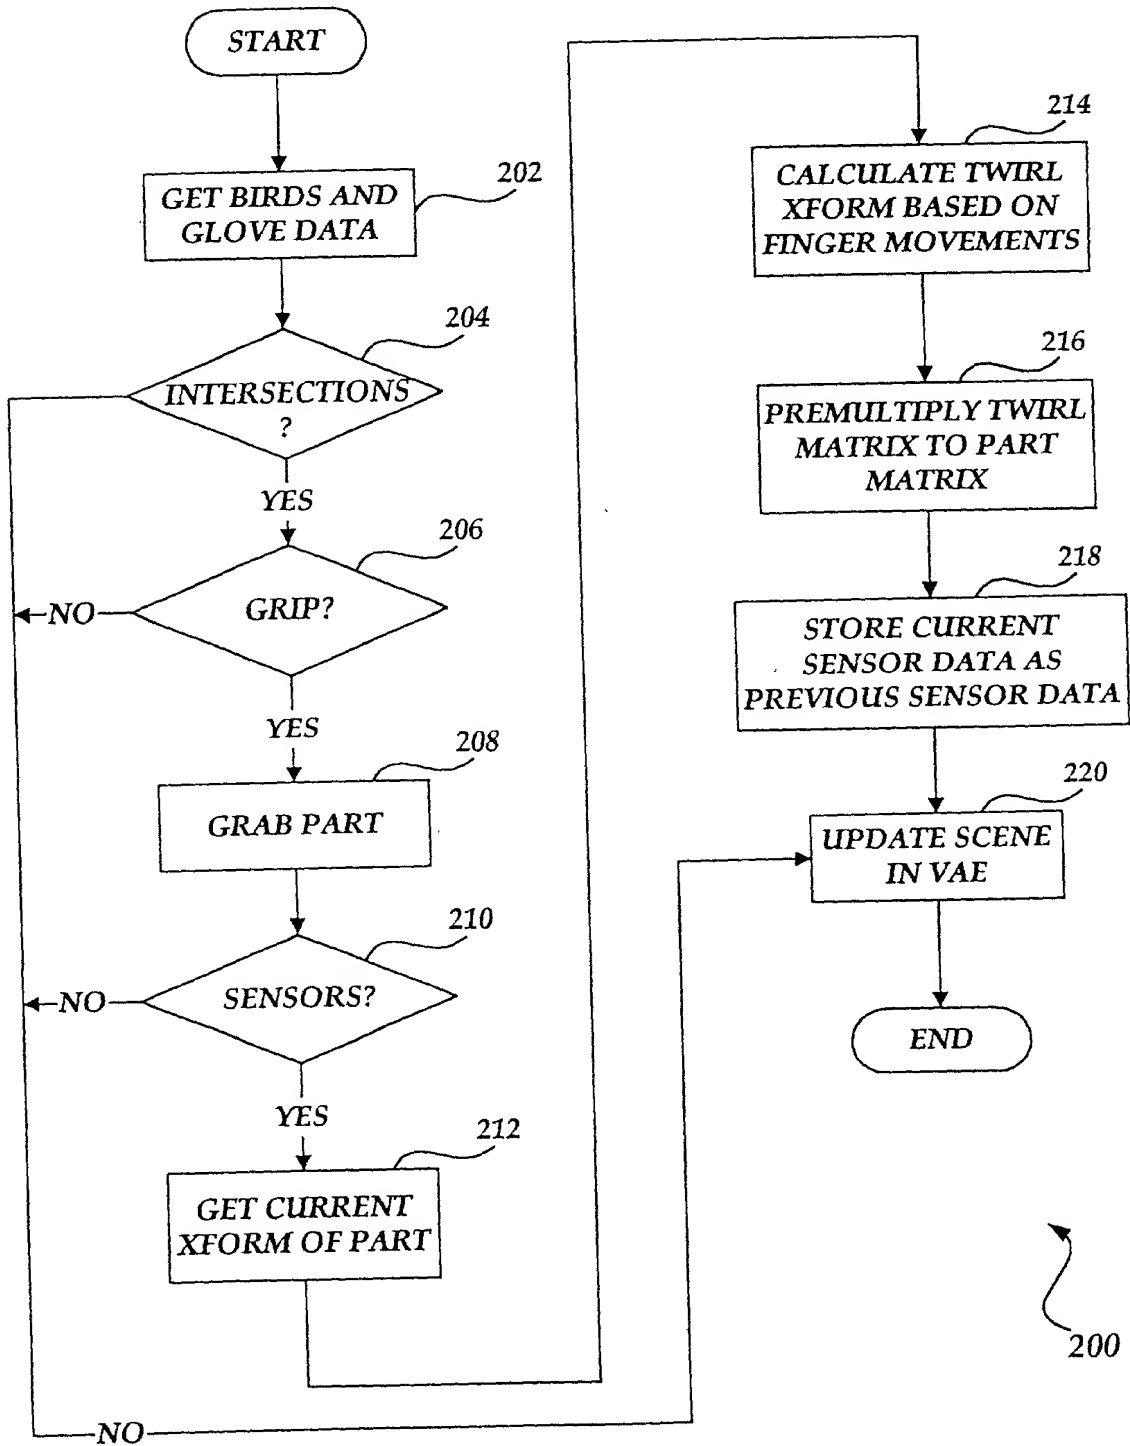 START
202
GET BIRDS AND
GLOVE DATA
204
INTERSECTIONS
?
YES
206
GRIP?
NO
YES
208
GRAB PART
210
SENSORS?
NO
YES
212
GET CURRENT
XFORM OF PART
NO
214
CALCULATE TWIRL
XFORM BASED ON
FINGER MOVEMENTS
216
PREMULTIPLY TWIRL
MATRIX TO PART
MATRIX
218
STORE CURRENT
SENSOR DATA AS
PREVIOUS SENSOR DATA
220
UPDATE SCENE
IN VAE
END
200